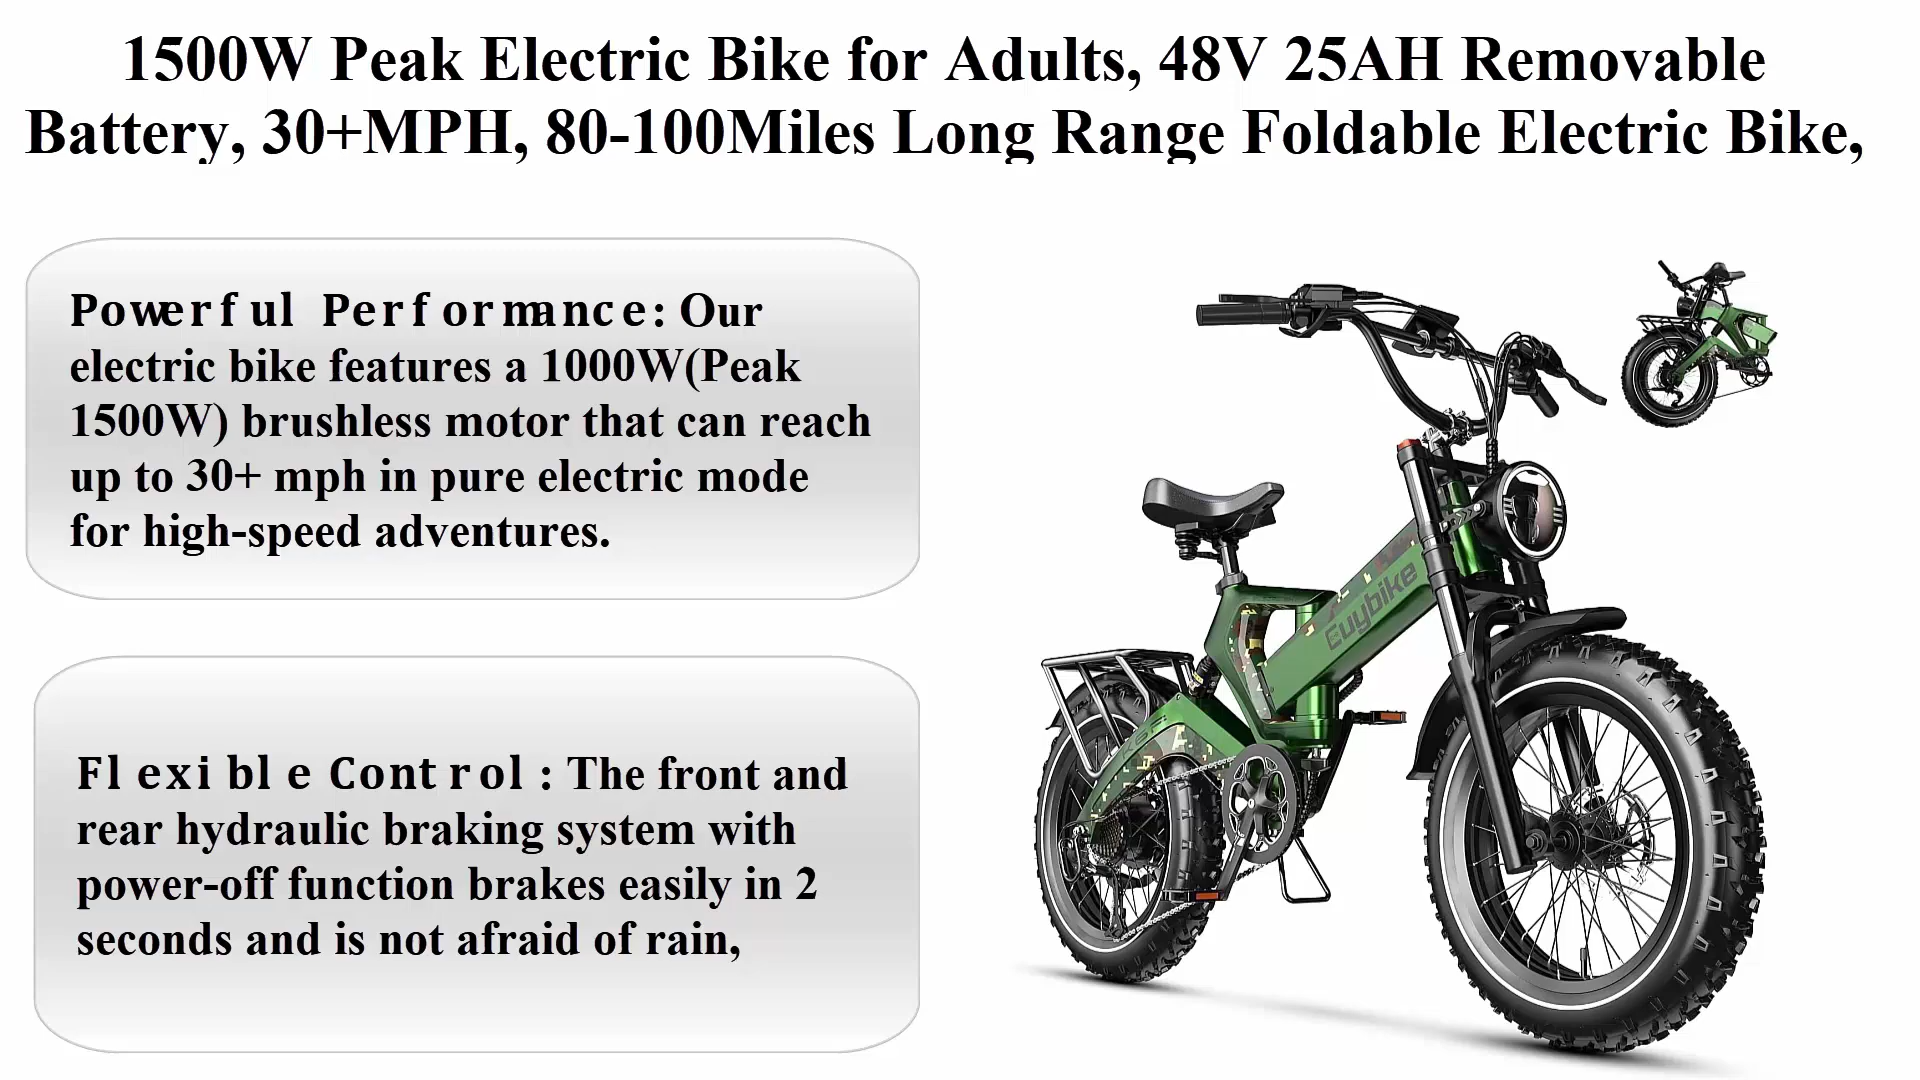 1500W Peak Electric Bike for Adults, 48V 25AH Removable
Battery, 30+MPH, 80-100Miles Long Range Foldable Electric Bike,
Powerful Performance: Our
electric bike features a 1000W(Peak
1500W) brushless motor that can reach
up to 30+ mph in pure electric mode
for high-speed adventures.
Flexible Control: The front and
rear hydraulic braking system with
power-off function brakes easily in 2
seconds and is not afraid of rain,
Euybike